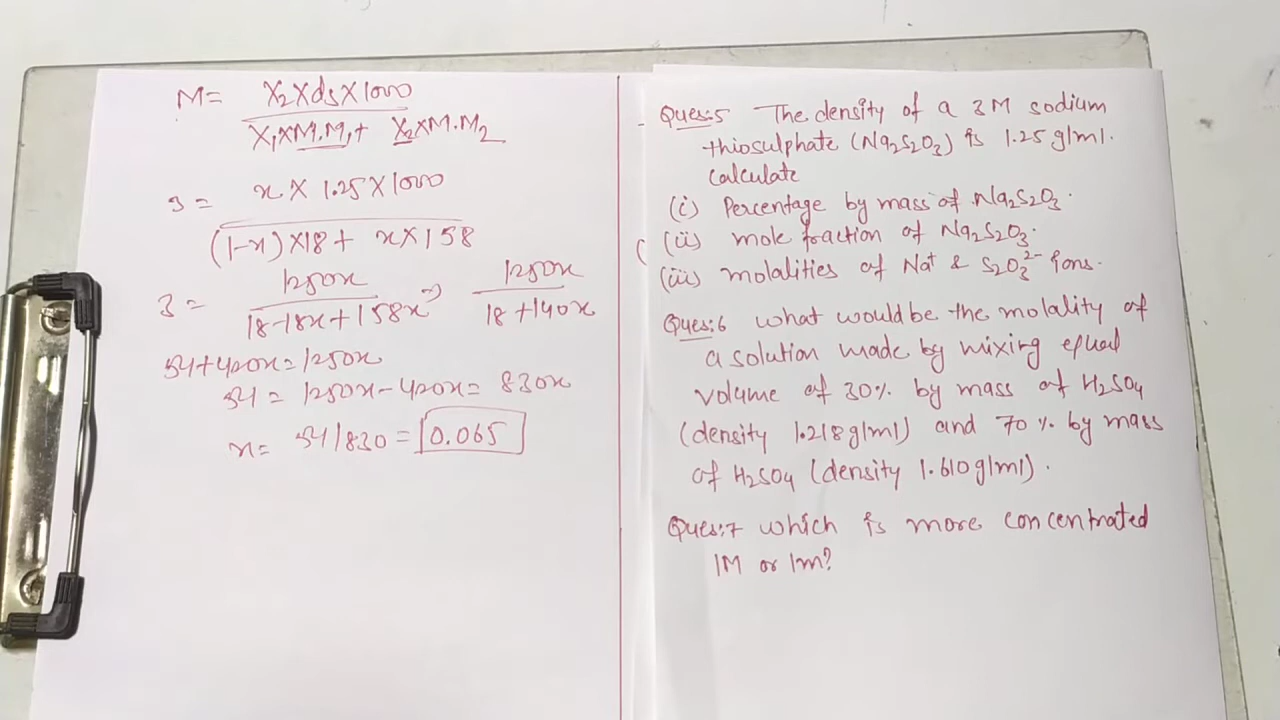 M= X₂×ds×1000
X₁×M.M₁+ X₂×M.M₂
3= x × 1.25×1000
(1-x)×18+ x×158
3= 1250x
18-18x+158x ⇒ 1250x
18+140x
54+420x=1250x
54= 1250x-420x= 830x
x= 54/830= 0.065
Ques:5 The density of a 3M sodium
thiosulphate (Na₂S₂O₃) is 1.25 g/ml.
Calculate
(i) Percentage by mass of Na₂S₂O₃.
(ii) mole fraction of Na₂S₂O₃.
(iii) molalities of Na⁺ & S₂O₃²⁻ ions.
Ques:6 what would be the molality of
a solution made by mixing equal
volume of 30% by mass of H₂SO₄
(density 1.218g/ml) and 70% by mass
of H₂SO₄ (density 1.610g/ml).
Ques:7 which is more concentrated
1M or 1m?